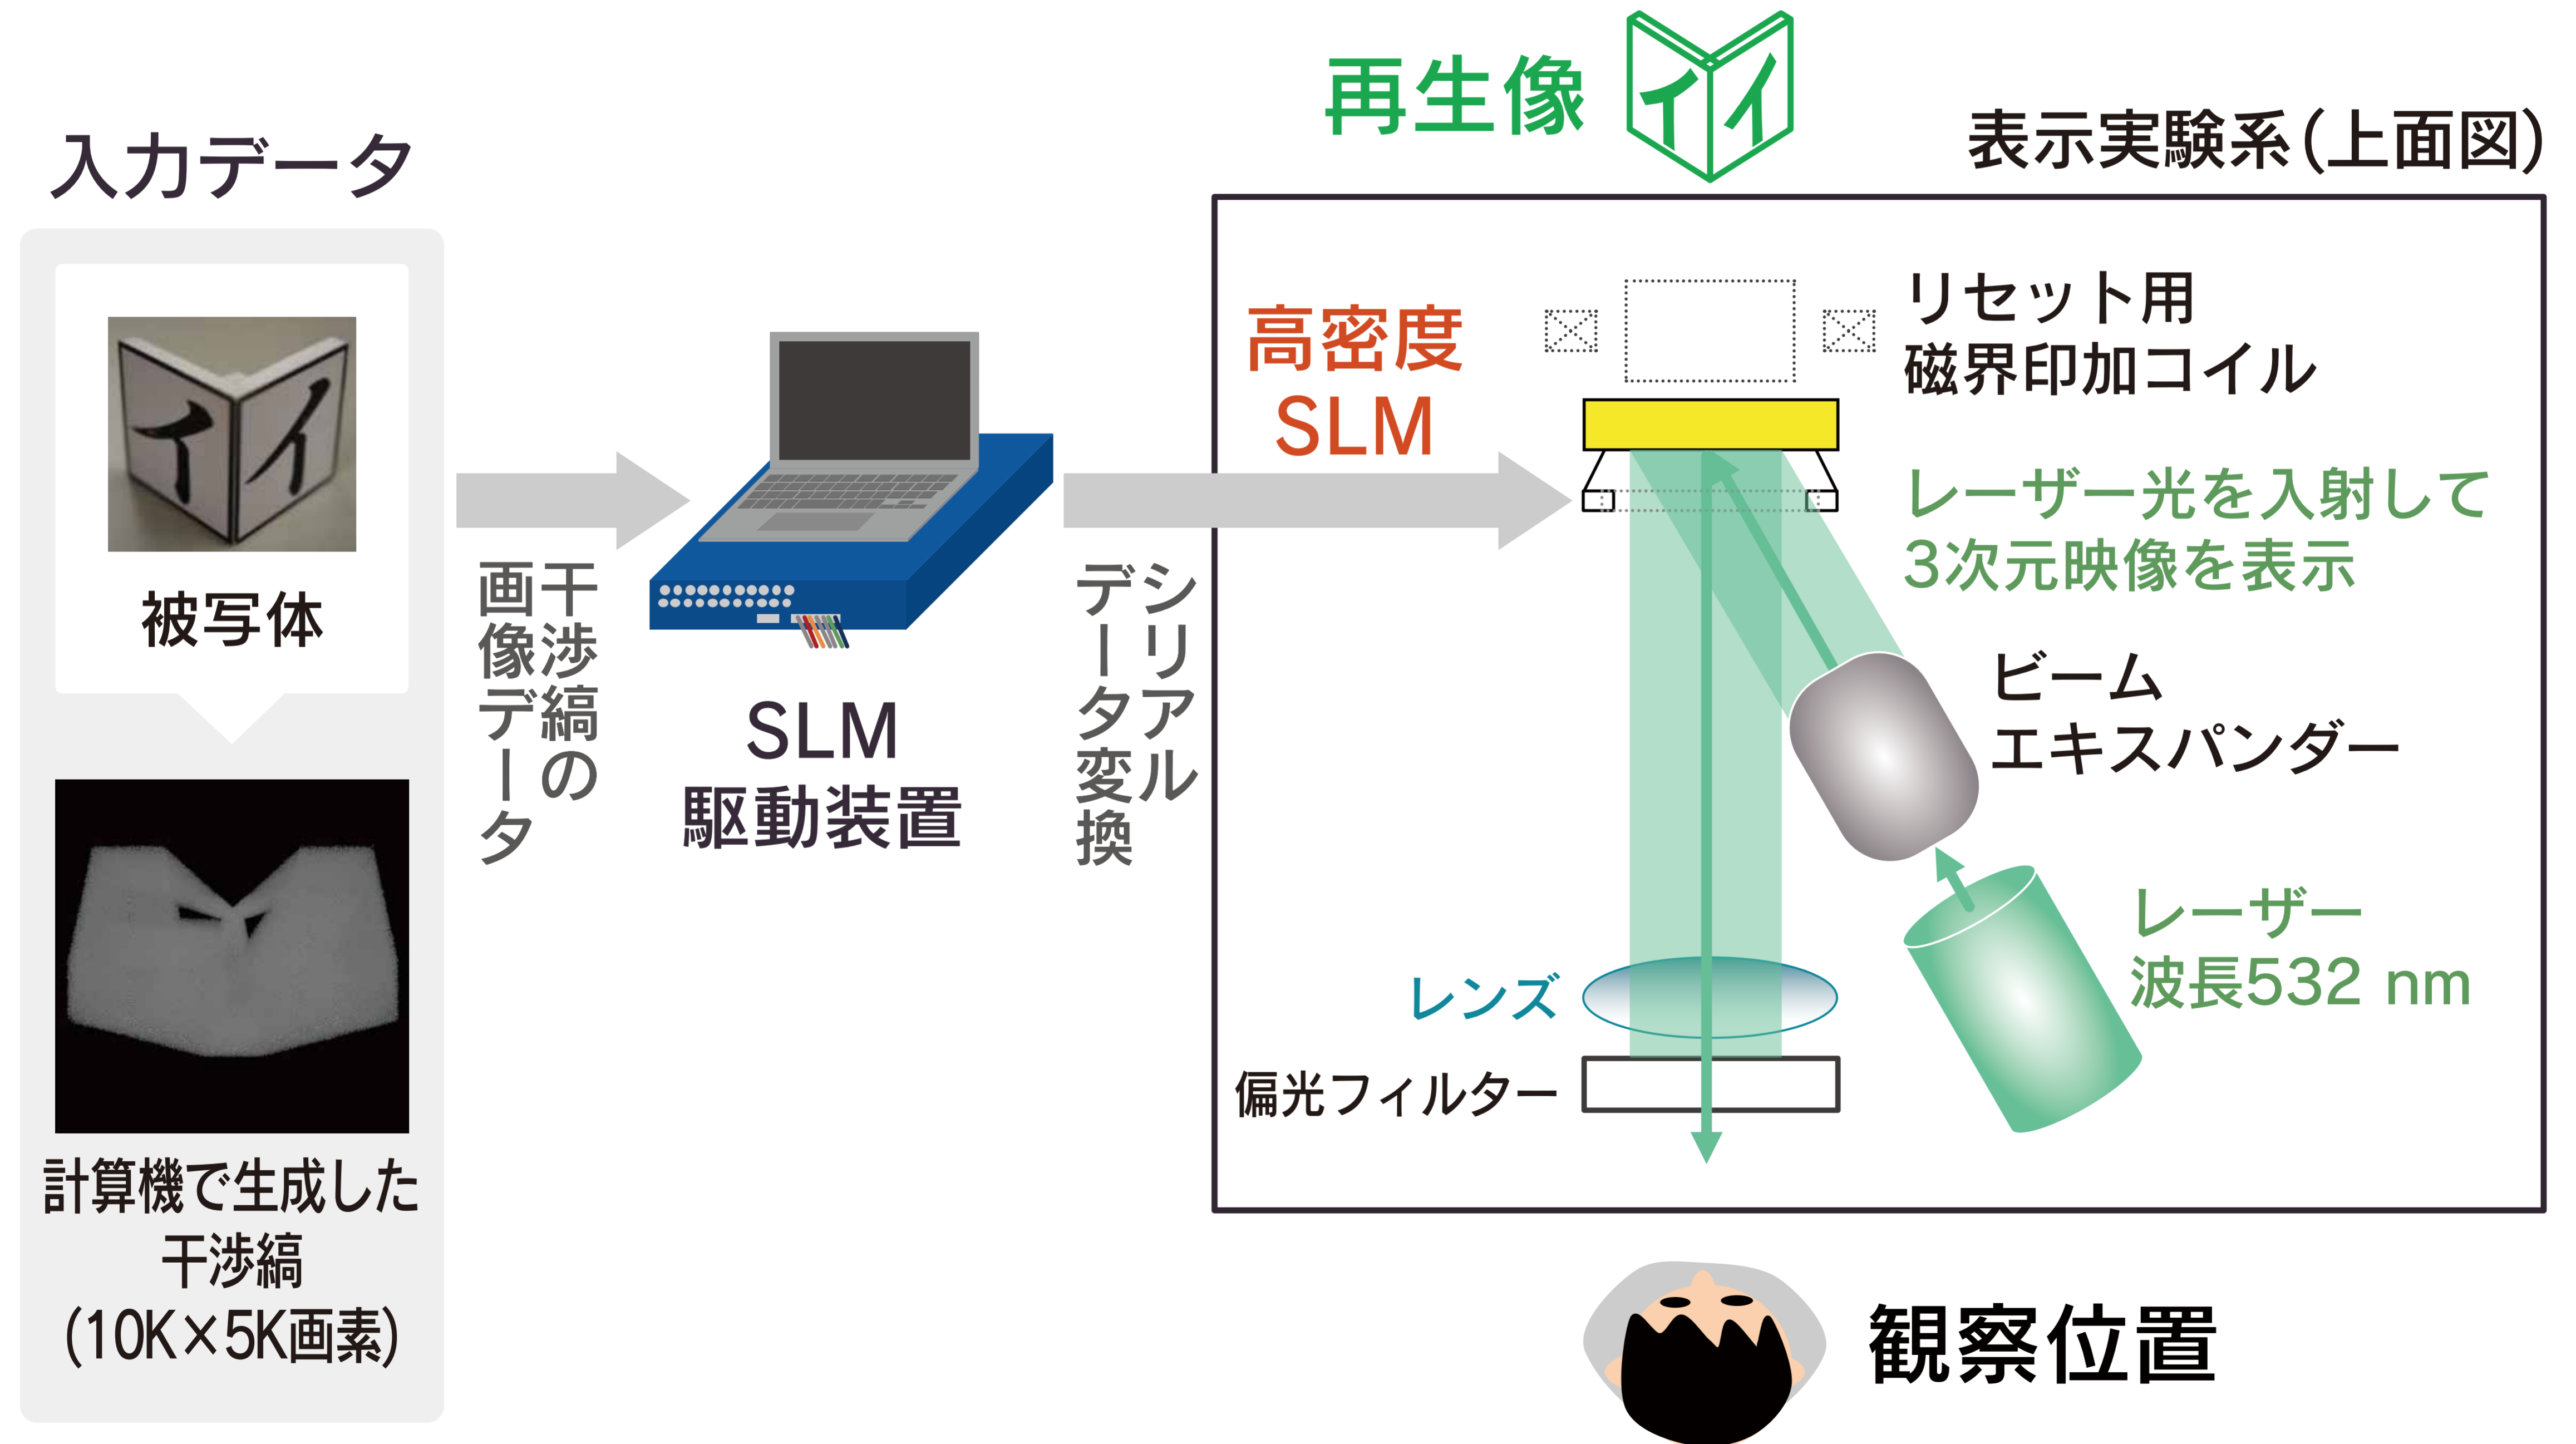 入力データ
イ イ
被写体
計算機で生成した
干渉縞
(10K×5K画素)
干渉縞の
画像データ
SLM
駆動装置
シリアル
データ変換
再生像
イ イ
表示実験系(上面図)
高密度
SLM
リセット用
磁界印加コイル
レーザー光を入射して
3次元映像を表示
ビーム
エキスパンダー
レーザー
波長532 nm
レンズ
偏光フィルター
観察位置